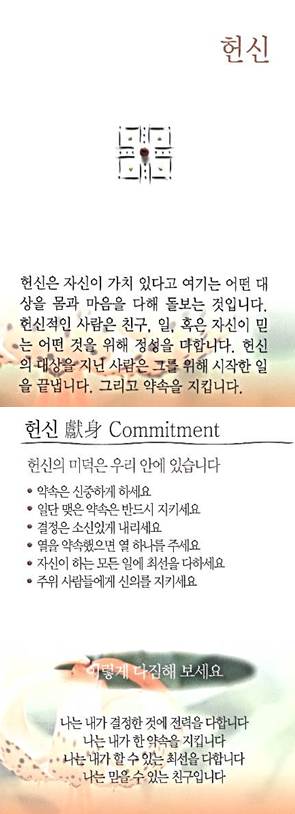 헌신
헌신은 자신이 가치 있다고 여기는 어떤 대
상을 몸과 마음을 다해 돌보는 것입니다.
헌신적인 사람은 친구, 일, 혹은 자신이 믿
는 어떤 것을 위해 정성을 다합니다. 헌신
의 대상을 지닌 사람은 그를 위해 시작한 일
을 끝냅니다. 그리고 약속을 지킵니다.
헌신 獻身 Commitment
헌신의 미덕은 우리 안에 있습니다
• 약속은 신중하게 하세요
• 일단 맺은 약속은 반드시 지키세요
• 결정은 소신있게 내리세요
• 열을 약속했으면 열 하나를 주세요
• 자신이 하는 모든 일에 최선을 다하세요
• 주위 사람들에게 신의를 지키세요
이렇게 다짐해 보세요
나는 내가 결정한 것에 전력을 다합니다
나는 내가 한 약속을 지킵니다
나는 내가 할 수 있는 최선을 다합니다
나는 믿을 수 있는 친구입니다